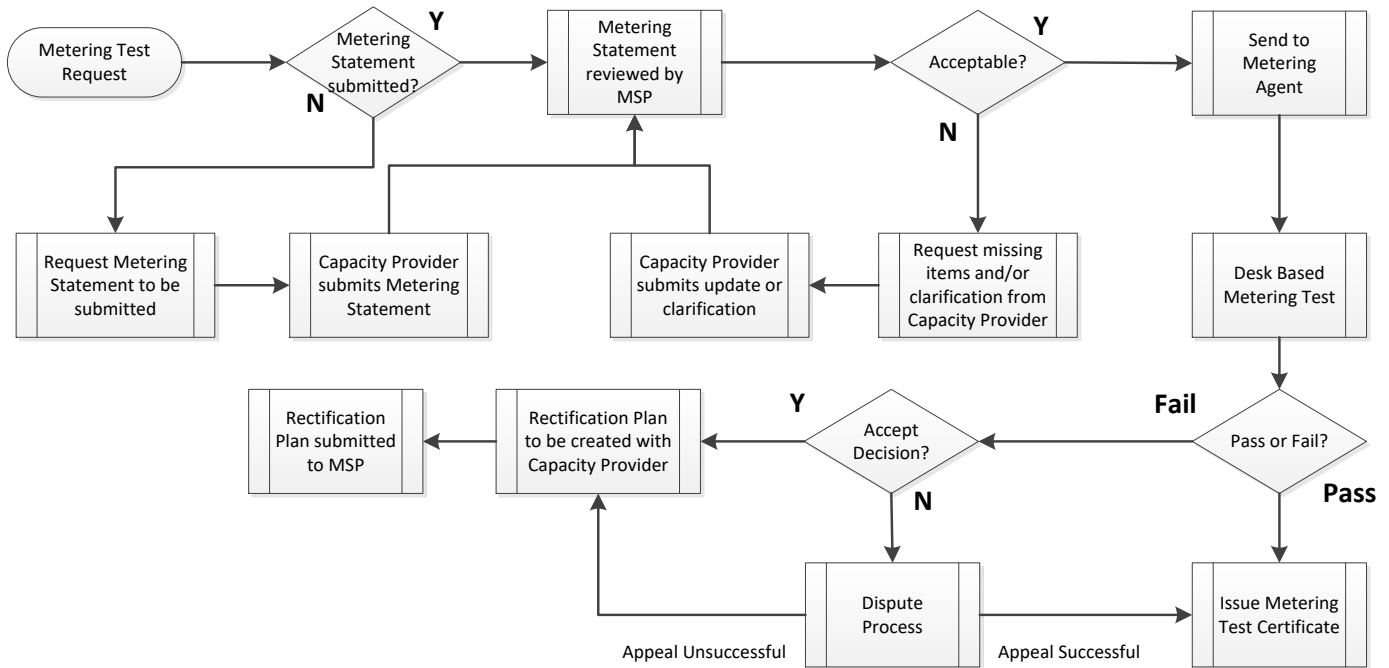 Metering Test
Request
Metering
Statement
submitted?
Y
N
Metering
Statement
reviewed by
MSP
Acceptable?
Y
N
Send to
Metering
Agent
Request Metering
Statement to be
submitted
Capacity Provider
submits Metering
Statement
Capacity Provider
submits update or
clarification
Request missing
items and/or
clarification from
Capacity Provider
Desk Based
Metering Test
Rectification
Plan submitted
to MSP
Rectification Plan
to be created with
Capacity Provider
Y
Accept
Decision?
N
Fail
Pass or Fail?
Pass
Dispute
Process
Issue Metering
Test Certificate
Appeal Unsuccessful
Appeal Successful